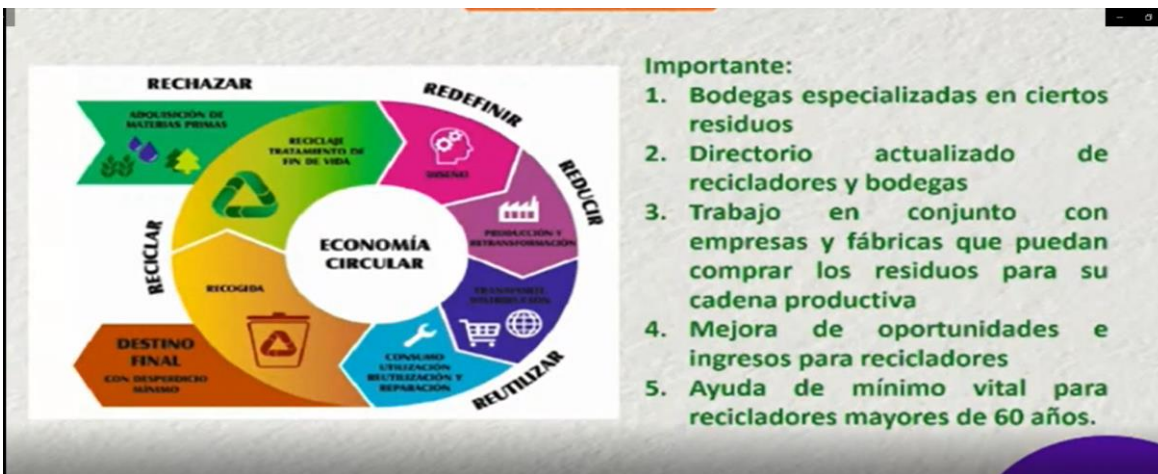 RECHAZAR
REDEFINIR
REDUCIR
REUTILIZAR
RECICLAR
ADQUISICIÓN DE
MATERIAS PRIMAS
RECICLAJE
TRATAMIENTO DE
FIN DE VIDA
DISEÑO
PRODUCCIÓN Y
RETRANSFORMACIÓN
TRANSPORTE
DISTRIBUCIÓN
CONSUMO
UTILIZACIÓN
REUTILIZACIÓN Y
REPARACIÓN
RECOGIDA
ECONOMÍA
CIRCULAR
DESTINO
FINAL
CON DESPERDICIO
MÍNIMO
Importante:
1. Bodegas especializadas en ciertos
residuos
2. Directorio actualizado de
recicladores y bodegas
3. Trabajo en conjunto con
empresas y fábricas que puedan
comprar los residuos para su
cadena productiva
4. Mejora de oportunidades e
ingresos para recicladores
5. Ayuda de mínimo vital para
recicladores mayores de 60 años.